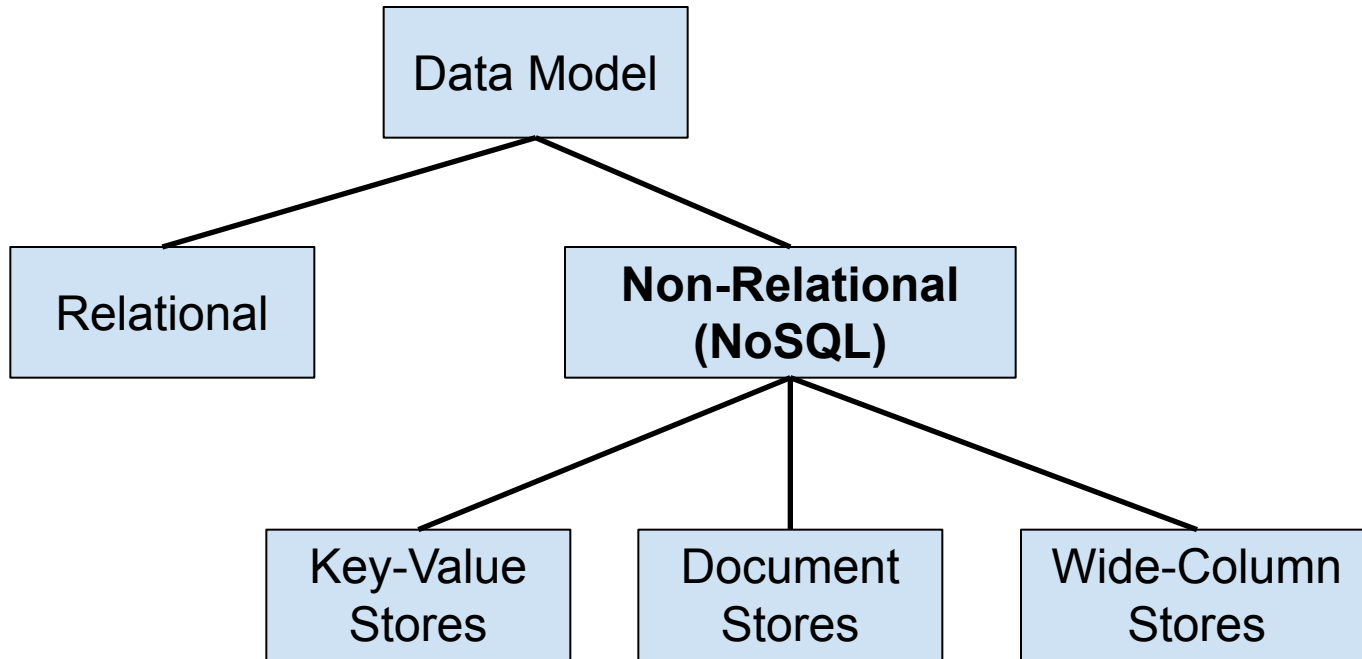 Data Model
Relational
Non-Relational
(NoSQL)
Key-Value
Stores
Document
Stores
Wide-Column
Stores